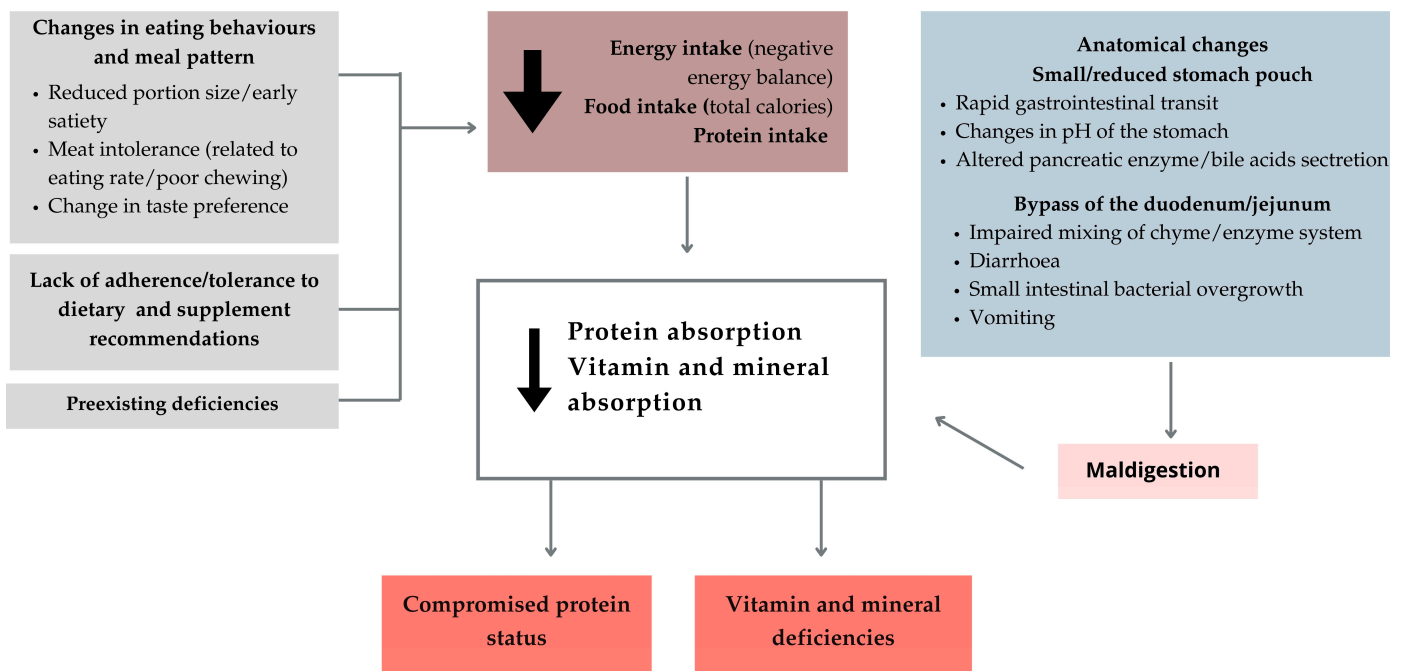 Changes in eating behaviours
and meal pattern
• Reduced portion size/early
satiety
• Meat intolerance (related to
eating rate/poor chewing)
• Change in taste preference
Lack of adherence/tolerance to
dietary and supplement
recommendations
Preexisting deficiencies
Energy intake (negative
energy balance)
Food intake (total calories)
Protein intake
Protein absorption
Vitamin and mineral
absorption
Anatomical changes
Small/reduced stomach pouch
• Rapid gastrointestinal transit
• Changes in pH of the stomach
• Altered pancreatic enzyme/bile acids sectretion
Bypass of the duodenum/jejunum
• Impaired mixing of chyme/enzyme system
• Diarrhoea
• Small intestinal bacterial overgrowth
• Vomiting
Maldigestion
Compromised protein
status
Vitamin and mineral
deficiencies